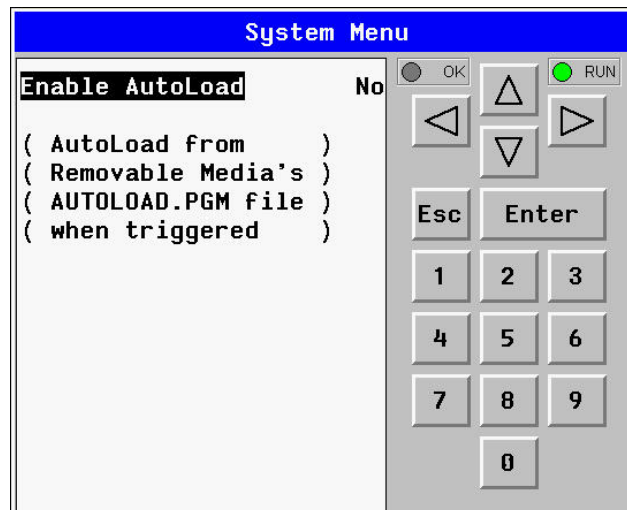 System Menu
Enable AutoLoad No
( AutoLoad from )
( Removable Media's )
( AUTOLOAD.PGM file )
( when triggered )
OK
RUN
Esc Enter
1 2 3
4 5 6
7 8 9
0